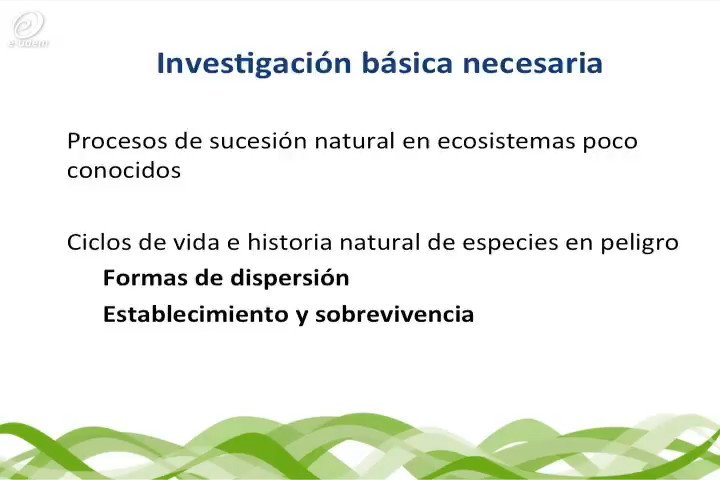 Investigación básica necesaria
Procesos de sucesión natural en ecosistemas poco
conocidos
Ciclos de vida e historia natural de especies en peligro
Formas de dispersión
Establecimiento y sobrevivencia